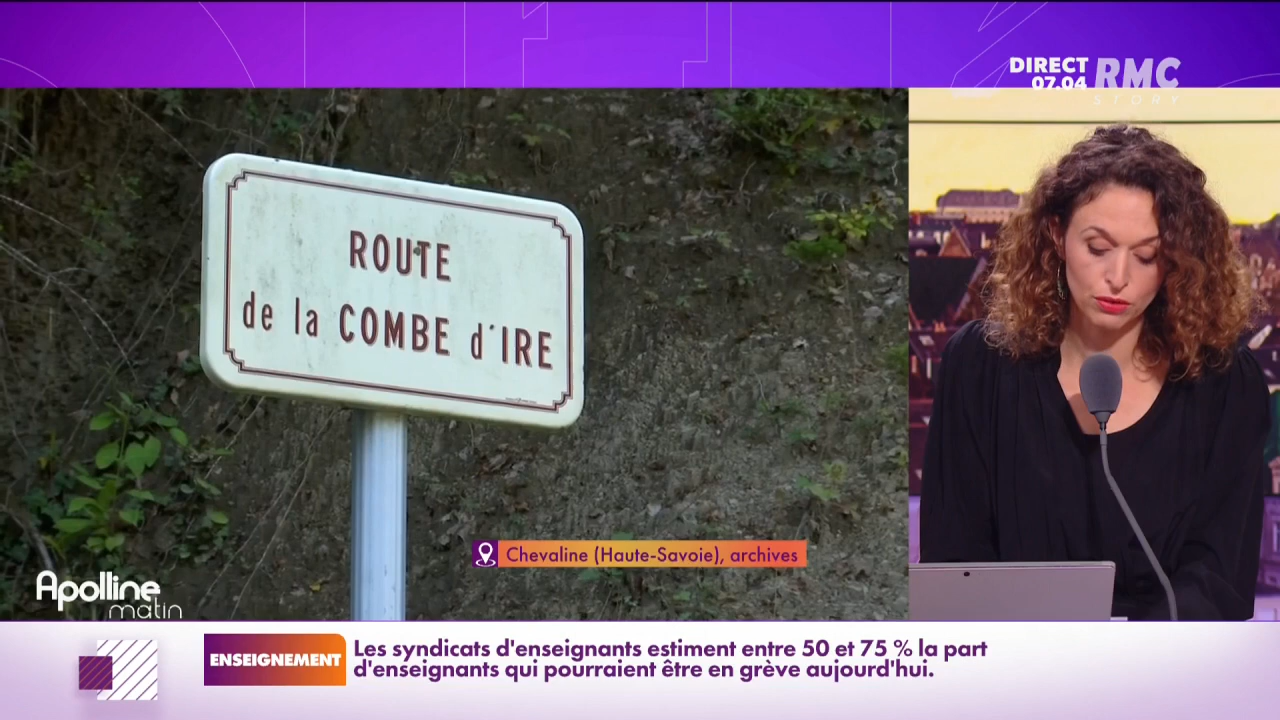 DIRECT
07.04
RMC
STORY
ROUTE
de la COMBE d'IRE
Chevaline (Haute-Savoie), archives
Apolline
matin
ENSEIGNEMENT
Les syndicats d'enseignants estiment entre 50 et 75 % la part
d'enseignants qui pourraient être en grève aujourd'hui.